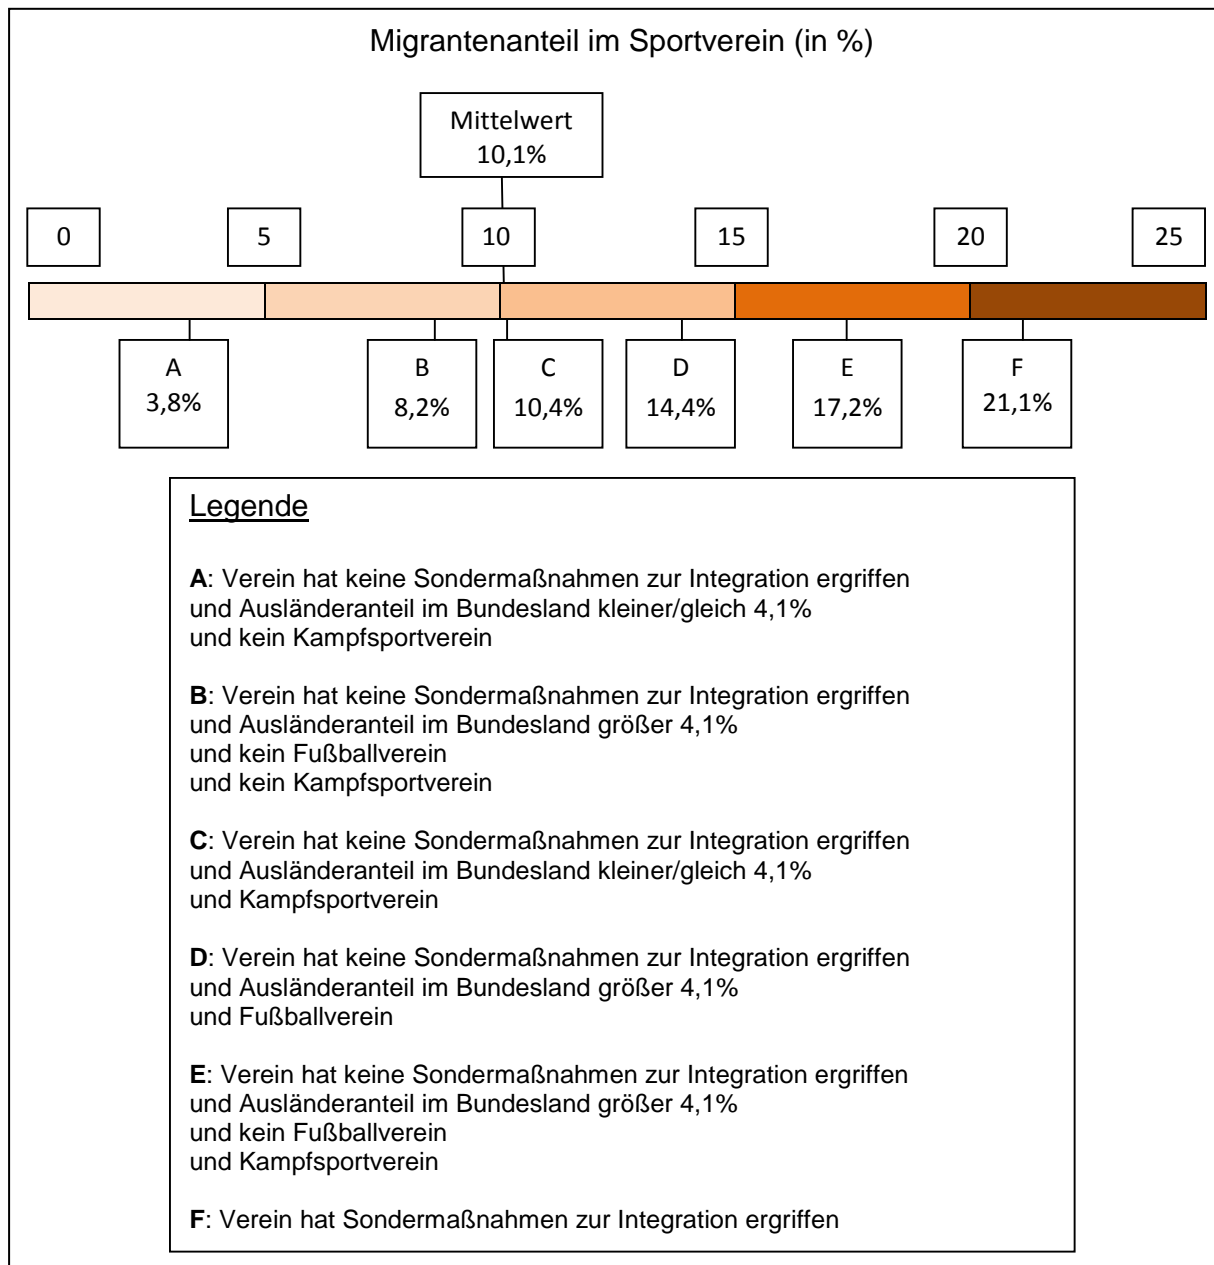 Migrantenanteil im Sportverein (in %)
Mittelwert
10,1%
0
5
10
15
20
25
A
3,8%
B
8,2%
C
10,4%
D
14,4%
E
17,2%
F
21,1%
Legende
A: Verein hat keine Sondermaßnahmen zur Integration ergriffen
und Ausländeranteil im Bundesland kleiner/gleich 4,1%
und kein Kampfsportverein
B: Verein hat keine Sondermaßnahmen zur Integration ergriffen
und Ausländeranteil im Bundesland größer 4,1%
und kein Fußballverein
und kein Kampfsportverein
C: Verein hat keine Sondermaßnahmen zur Integration ergriffen
und Ausländeranteil im Bundesland kleiner/gleich 4,1%
und Kampfsportverein
D: Verein hat keine Sondermaßnahmen zur Integration ergriffen
und Ausländeranteil im Bundesland größer 4,1%
und Fußballverein
E: Verein hat keine Sondermaßnahmen zur Integration ergriffen
und Ausländeranteil im Bundesland größer 4,1%
und kein Fußballverein
und Kampfsportverein
F: Verein hat Sondermaßnahmen zur Integration ergriffen